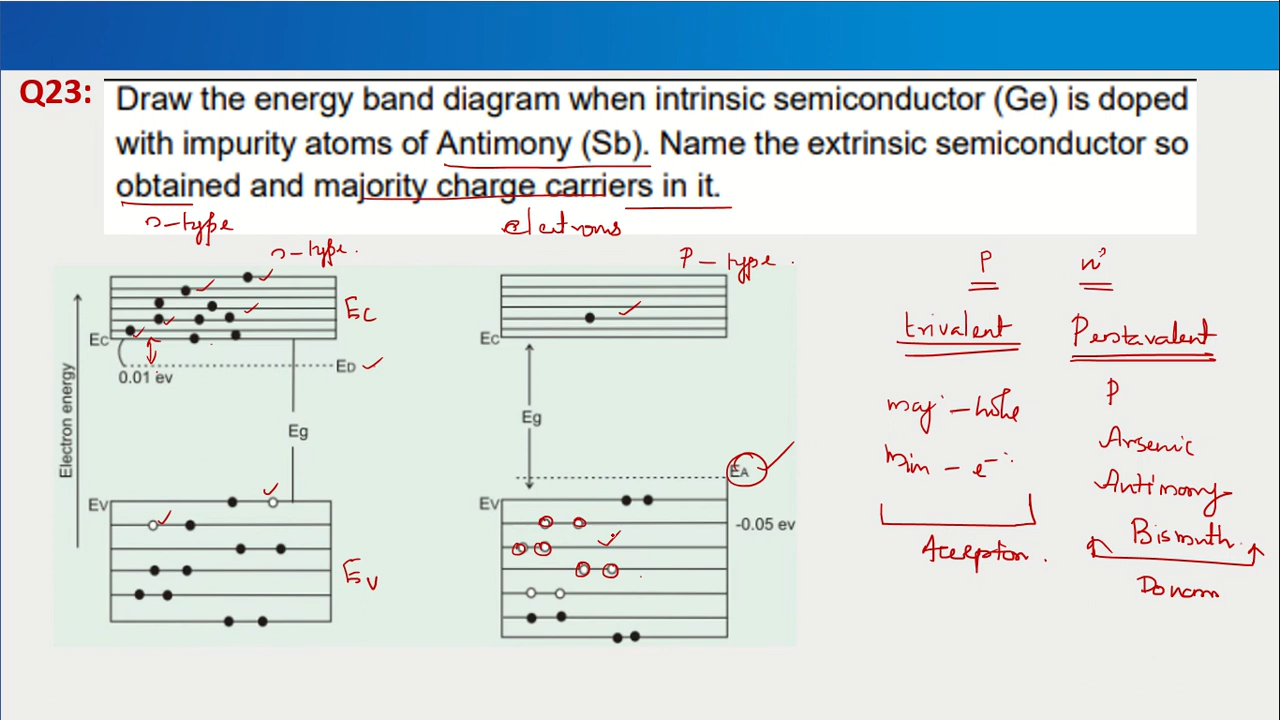 Q23:
Draw the energy band diagram when intrinsic semiconductor (Ge) is doped
with impurity atoms of Antimony (Sb). Name the extrinsic semiconductor so
obtained and majority charge carriers in it.
n-type
electrons
n-type.
P-type.
P
n
Ec
Ec
0.01 ev
ED
Electron energy
Eg
Ev
Ev
Ec
Eg
EA
Ev
-0.05 ev
trivalent
maj - hole
Min - e-
Acceptor.
Pentavalent
P
Arsenic
Antimony
Bismuth.
Donor